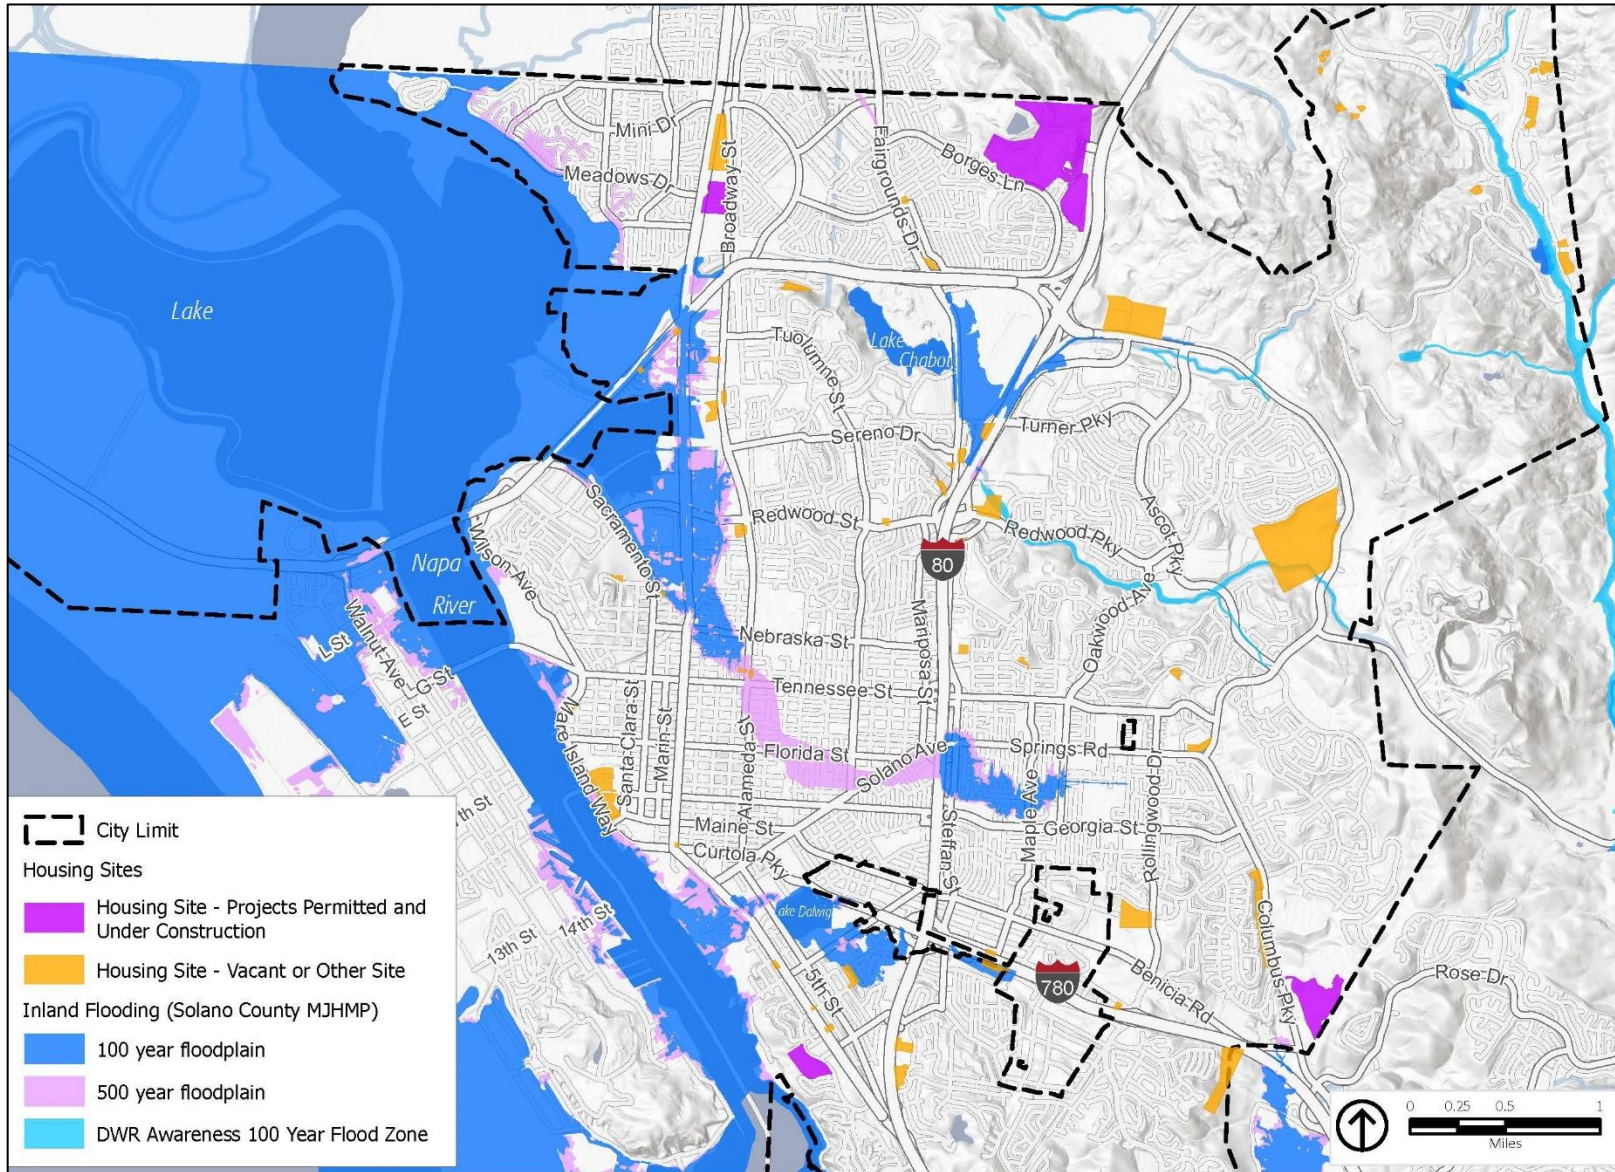 Mini Dr
Meadows Dr
Broadway St
Fairgrounds Dr
Borges Ln
Lake
Lake
Chabot
Tuolumne St
Sereno Dr
Turner Pky
Ascot Pky
Sacramento St
Redwood St
Redwood Pky
80
Wilson Ave
Napa
River
Mariposa St
Oakwood Ave
Nebraska St
Walnut Ave
L St
G St
E St
Tennessee St
Santa Clara St
Marin St
Mare Island Way
Alameda St
Florida St
Solano Ave
Springs Rd
Maple Ave
Rollingwood Dr
Maine St
Georgia St
Curtola Pky
Steffan St
Lake Dalwigk
14th St
13th St
5th St
780
Benicia Rd
Columbus Pky
Rose Dr
City Limit
Housing Sites
Housing Site - Projects Permitted and
Under Construction
Housing Site - Vacant or Other Site
Inland Flooding (Solano County MJHMP)
100 year floodplain
500 year floodplain
DWR Awareness 100 Year Flood Zone
0 0.25 0.5 1
Miles